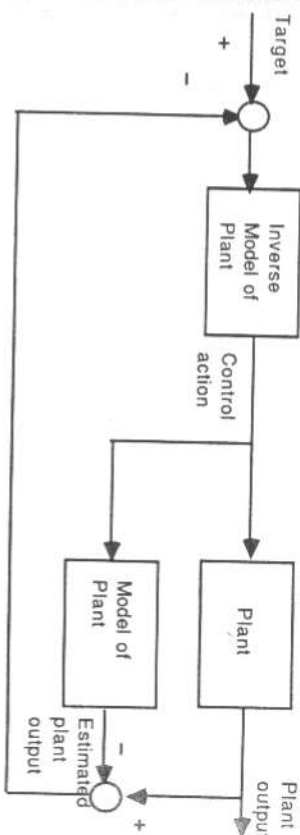 Target
+
-
Inverse
Model of
Plant
Control
action
Plant
Model of
Plant
Plant
output
-
Estimated
plant
output
+